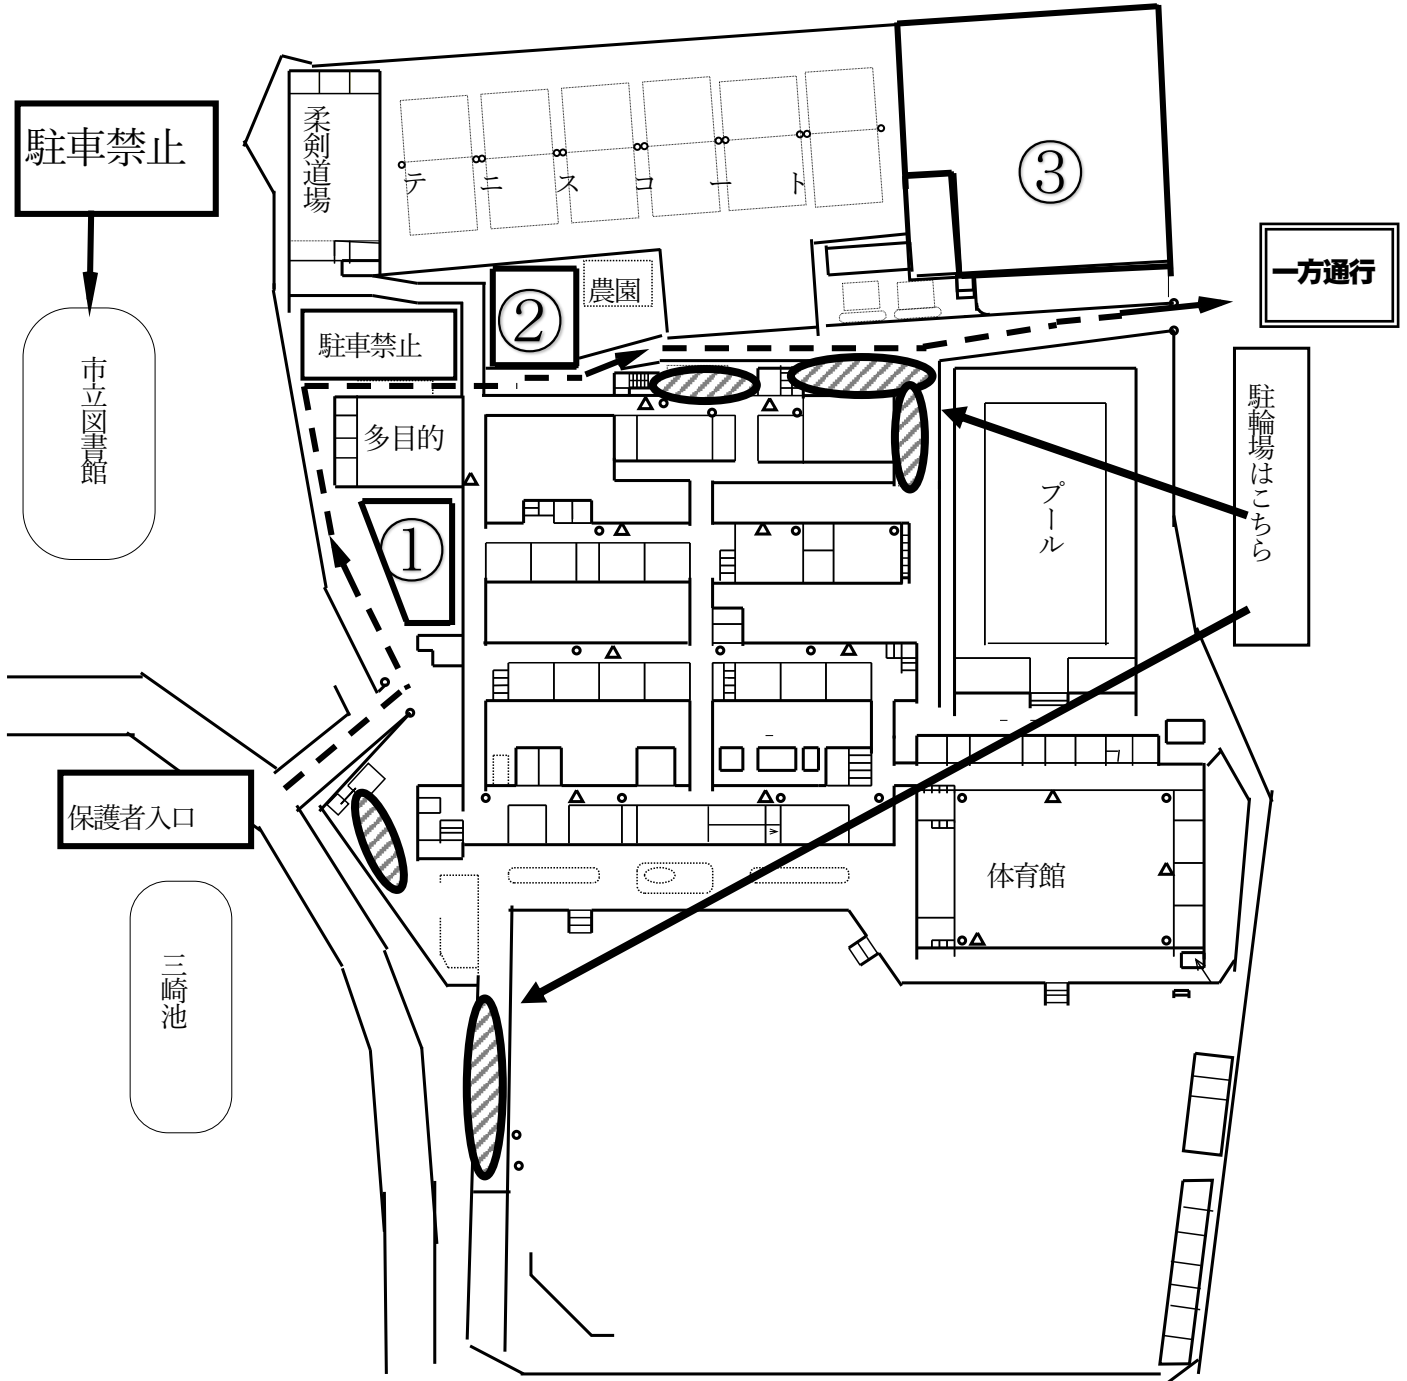 駐車禁止
柔剣道場
テニスコート
③
一方通行
②
農園
駐車禁止
市立図書館
多目的
駐輪場はこちら
①
プール
保護者入口
体育館
三崎池